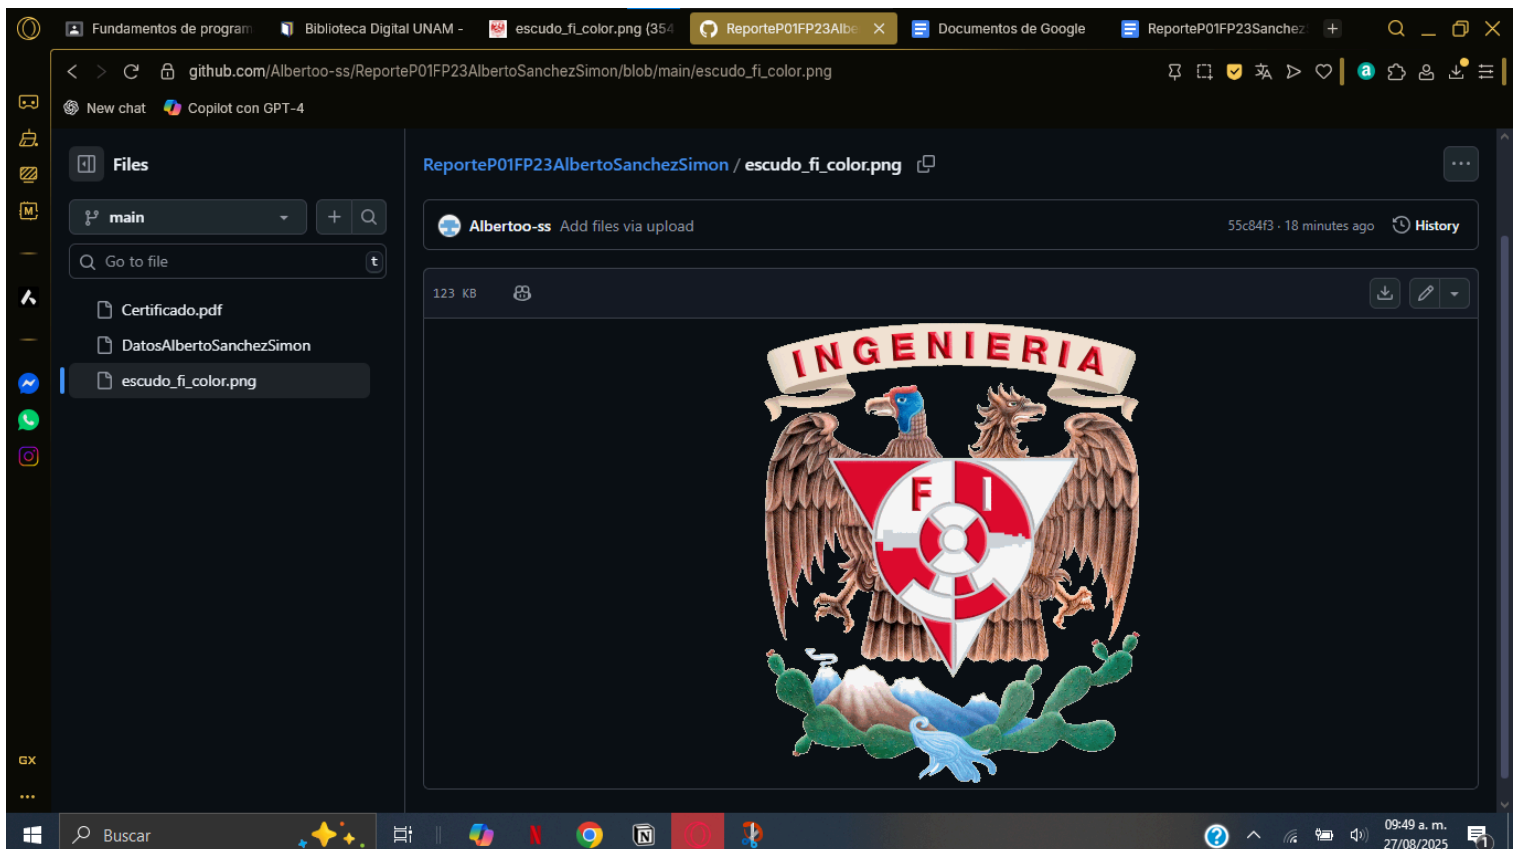 Fundamentos de program
Biblioteca Digital UNAM -
escudo_fi_color.png (354
ReporteP01FP23Albe
Documentos de Google
ReporteP01FP23Sanchez
github.com/Albertoo-ss/ReporteP01FP23AlbertoSanchezSimon/blob/main/escudo_fi_color.png
a
New chat
Copilot con GPT-4
M
Files
ReporteP01FP23AlbertoSanchezSimon / escudo_fi_color.png
main
Albertoo-ss Add files via upload
55c84f3 · 18 minutes ago
History
Go to file
t
123 KB
Certificado.pdf
DatosAlbertoSanchezSimon
escudo_fi_color.png
INGENIERIA
F I
GX
Buscar
N
N
?
09:49 a. m.
27/08/2025
1